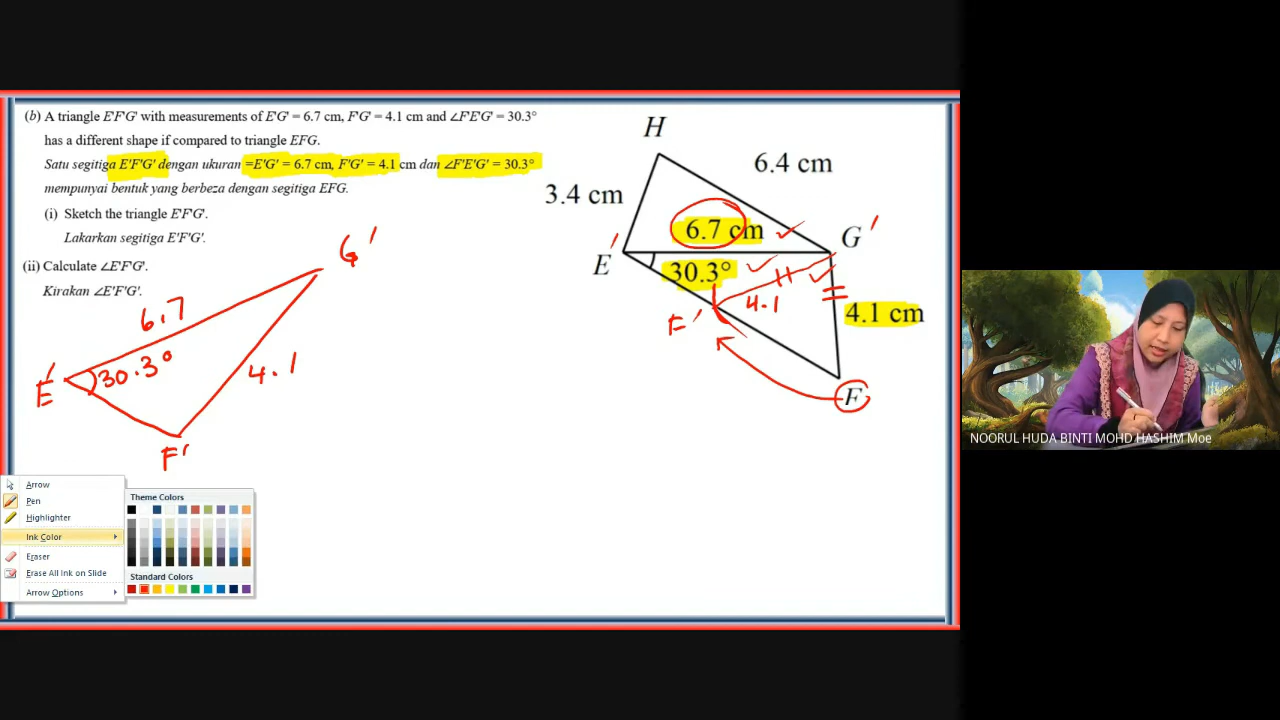 (b) A triangle E'F'G' with measurements of E'G' = 6.7 cm, F'G' = 4.1 cm and ∠F'E'G' = 30.3°
has a different shape if compared to triangle EFG.
Satu segitiga E'F'G' dengan ukuran =E'G' = 6.7 cm, F'G' = 4.1 cm dan ∠F'E'G' = 30.3°
mempunyai bentuk yang berbeza dengan segitiga EFG.
(i) Sketch the triangle E'F'G'.
Lakarkan segitiga E'F'G'.
(ii) Calculate ∠E'F'G'.
Kirakan ∠E'F'G'.
G'
6.7
E'
30.3°
4.1
F'
H
6.4 cm
3.4 cm
6.7 cm
G'
E'
30.3°
4.1
F'
4.1 cm
F
NOORUL HUDA BINTI MOHD HASHIM Moe
Arrow
Pen
Highlighter
Ink Color
Eraser
Erase All Ink on Slide
Arrow Options
Theme Colors
Standard Colors